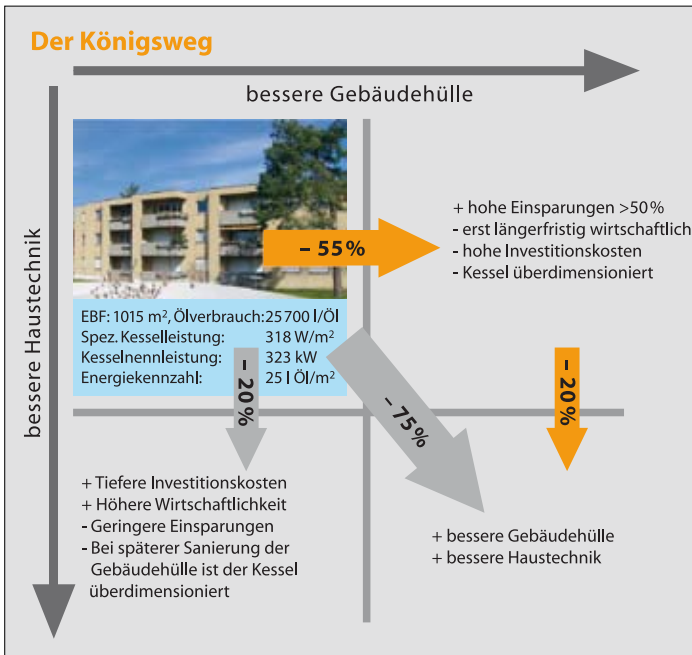 Der Königsweg
bessere Gebäudehülle
bessere Haustechnik
– 55 %
+ hohe Einsparungen >50 %
- erst längerfristig wirtschaftlich
- hohe Investitionskosten
- Kessel überdimensioniert
EBF: 1015 m², Ölverbrauch:25 700 l/Öl
Spez. Kesselleistung: 318 W/m²
Kesselnennleistung: 323 kW
Energiekennzahl: 25 l Öl/m²
– 20 %
– 75 %
– 20 %
+ Tiefere Investitionskosten
+ Höhere Wirtschaftlichkeit
- Geringere Einsparungen
- Bei späterer Sanierung der
Gebäudehülle ist der Kessel
überdimensioniert
+ bessere Gebäudehülle
+ bessere Haustechnik